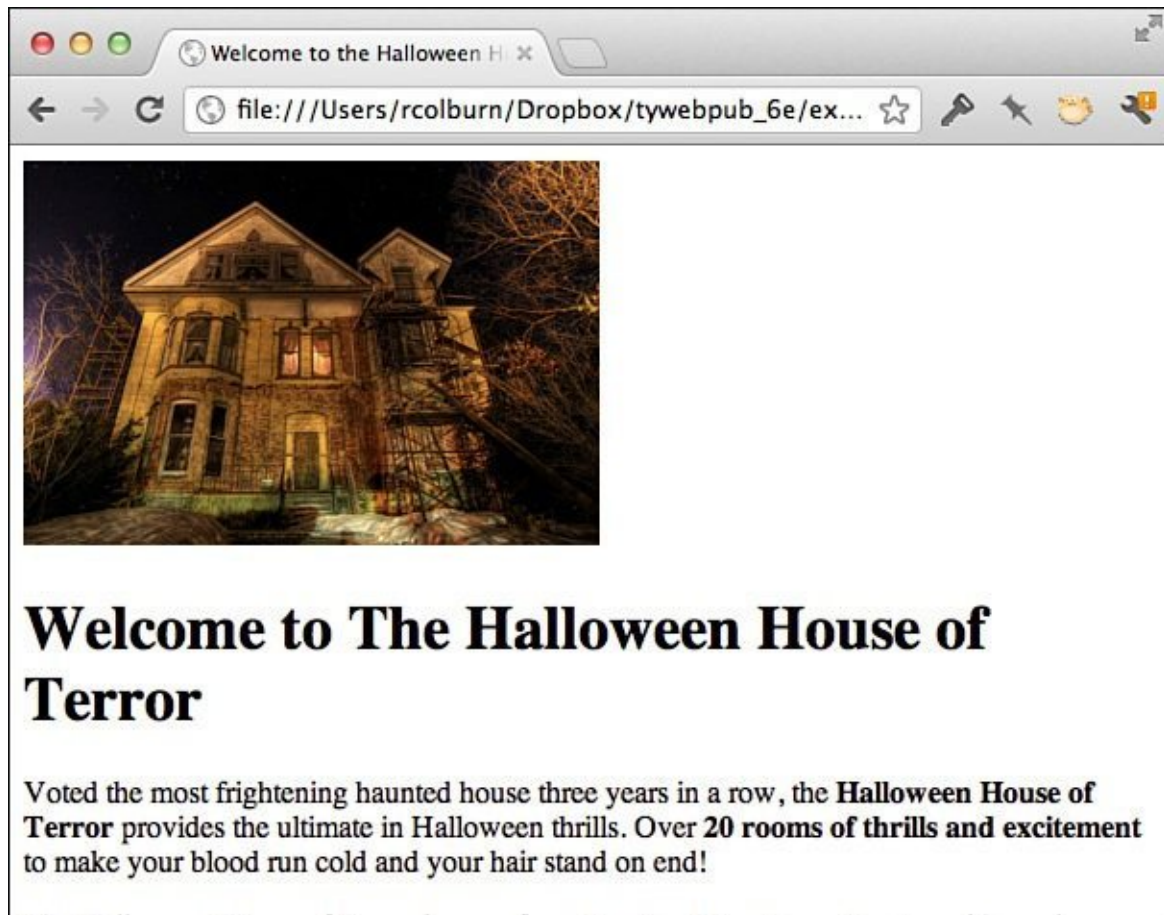 Welcome to the Halloween H
file:///Users/rcolburn/Dropbox/tywebpub_6e/ex...
Welcome to The Halloween House of
Terror
Voted the most frightening haunted house three years in a row, the Halloween House of
Terror provides the ultimate in Halloween thrills. Over 20 rooms of thrills and excitement
to make your blood run cold and your hair stand on end!